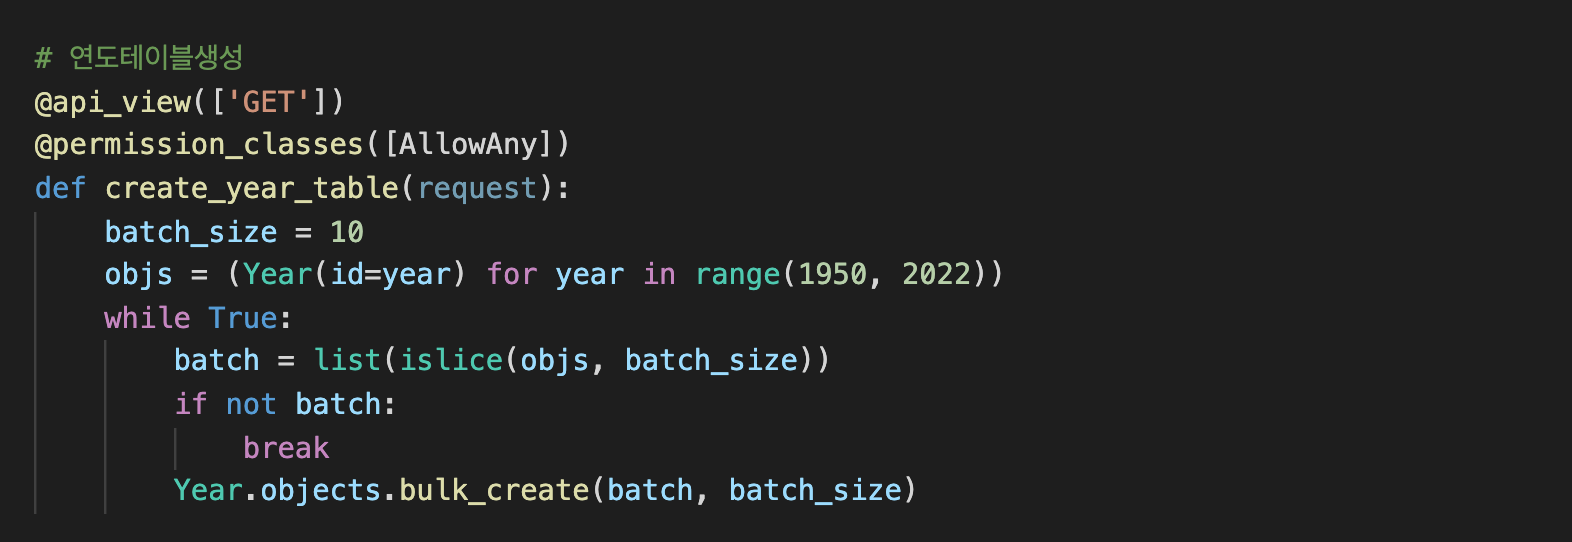 # 연도테이블생성
@api_view(['GET'])
@permission_classes([AllowAny])
def create_year_table(request):
    batch_size = 10
    objs = (Year(id=year) for year in range(1950, 2022))
    while True:
        batch = list(islice(objs, batch_size))
        if not batch:
            break
        Year.objects.bulk_create(batch, batch_size)